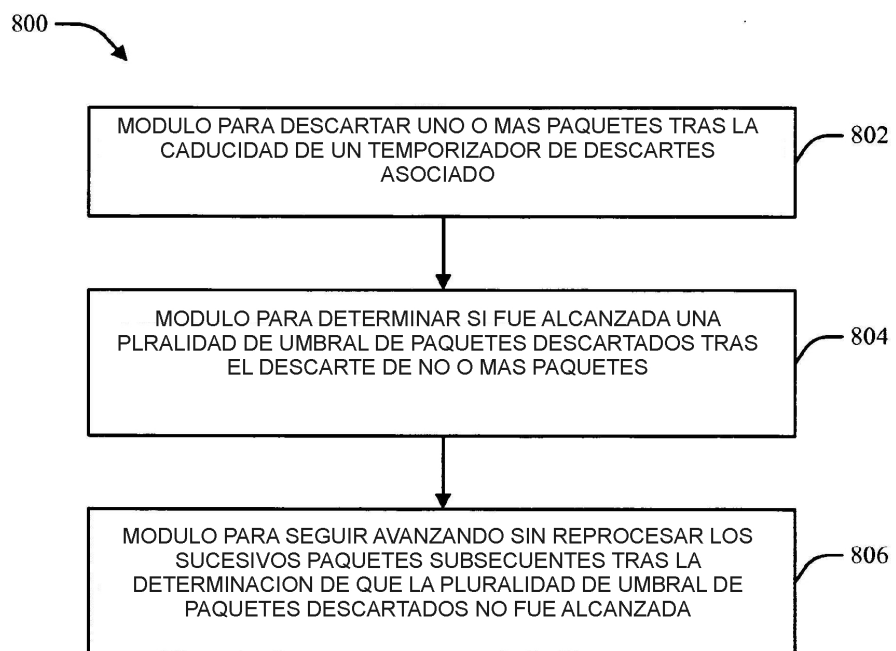 800
MODULO PARA DESCARTAR UNO O MAS PAQUETES TRAS LA
CADUCIDAD DE UN TEMPORIZADOR DE DESCARTES
ASOCIADO
802
MODULO PARA DETERMINAR SI FUE ALCANZADA UNA
PLRALIDAD DE UMBRAL DE PAQUETES DESCARTADOS TRAS
EL DESCARTE DE NO O MAS PAQUETES
804
MODULO PARA SEGUIR AVANZANDO SIN REPROCESAR LOS
SUCESIVOS PAQUETES SUBSECUENTES TRAS LA
DETERMINACION DE QUE LA PLURALIDAD DE UMBRAL DE
PAQUETES DESCARTADOS NO FUE ALCANZADA
806